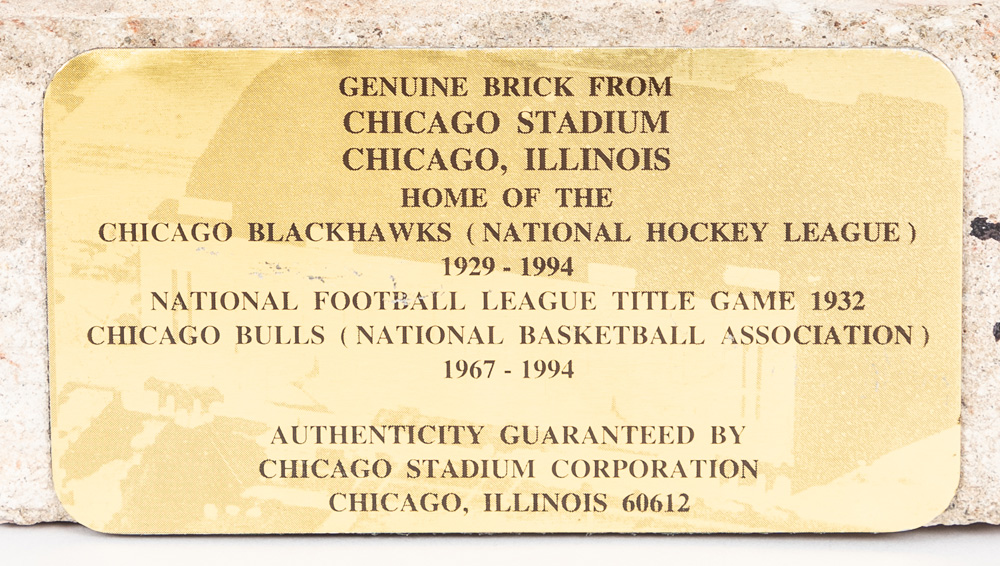 GENUINE BRICK FROM
CHICAGO STADIUM
CHICAGO, ILLINOIS
HOME OF THE
CHICAGO BLACKHAWKS ( NATIONAL HOCKEY LEAGUE )
1929 - 1994
NATIONAL FOOTBALL LEAGUE TITLE GAME 1932
CHICAGO BULLS ( NATIONAL BASKETBALL ASSOCIATION )
1967 - 1994
AUTHENTICITY GUARANTEED BY
CHICAGO STADIUM CORPORATION
CHICAGO, ILLINOIS 60612